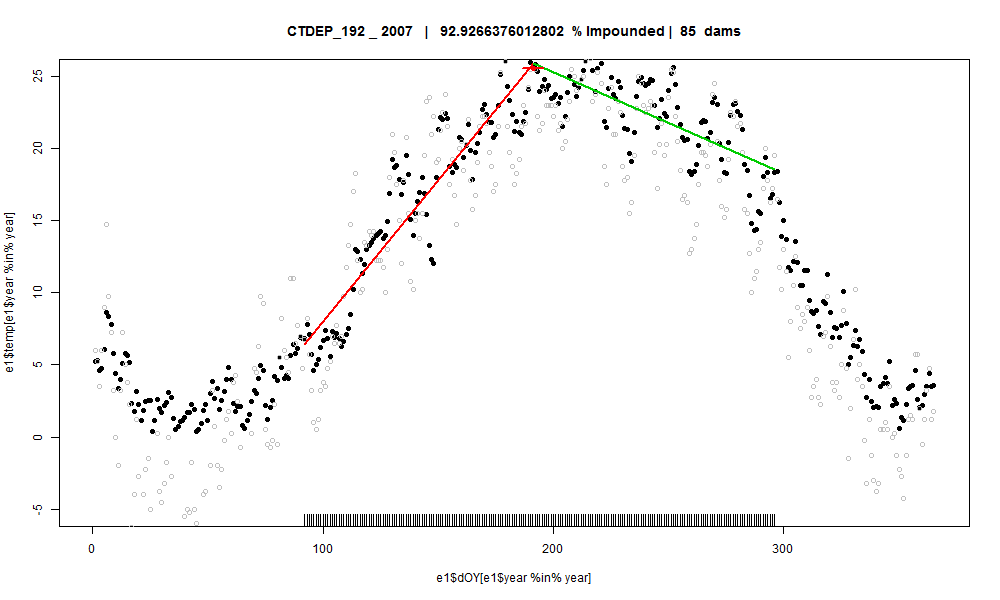 CTDEP_192 _ 2007 | 92.9266376012802 % Impounded | 85 dams
25
20
15
10
5
0
-5
e1$temp[e1$year %in% year]
0 100 200 300
e1$dOY[e1$year %in% year]